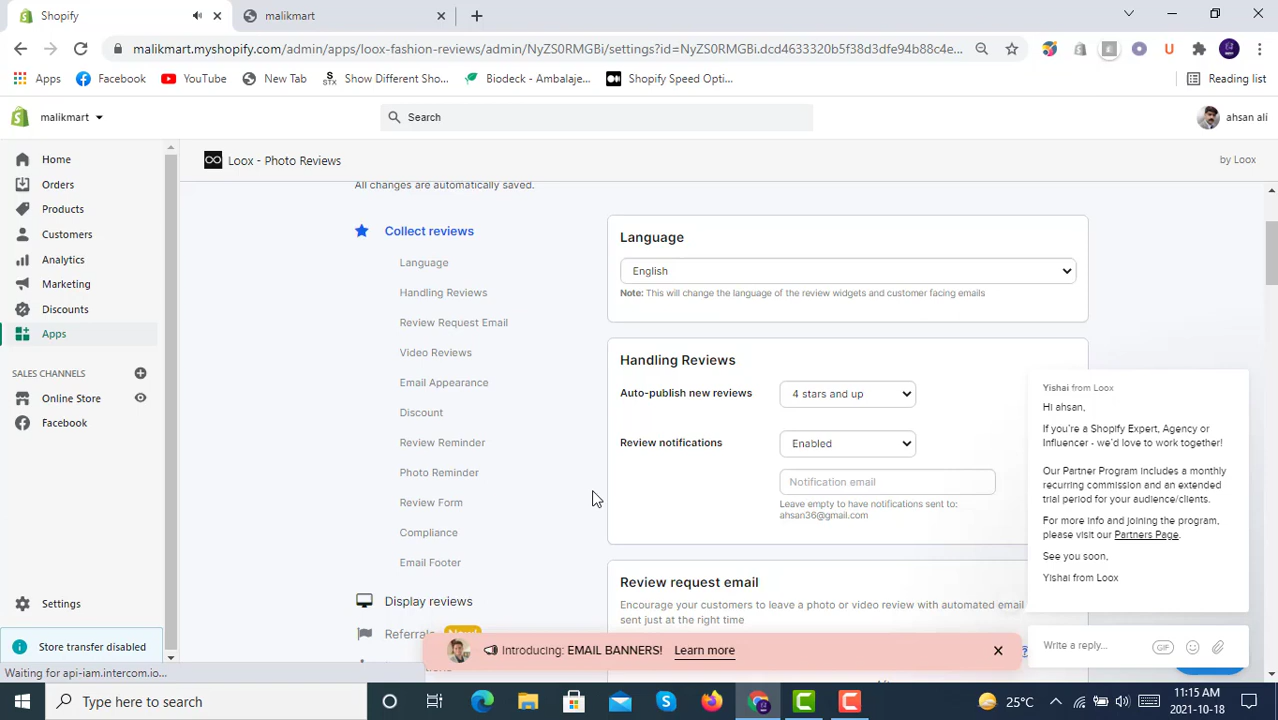 Shopify
malikmart
malikmart.myshopify.com/admin/apps/loox-fashion-reviews/admin/NyZS0RMGBi/settings?id=NyZS0RMGBi.dcd4633320b5f38d3dfe94b88c4e...
Apps
Facebook
YouTube
New Tab
STX
Show Different Sho...
Biodeck - Ambalaje...
Shopify Speed Opti...
Reading list
malikmart
Search
ahsan ali
Home
Orders
Products
Customers
Analytics
Marketing
Discounts
Apps
SALES CHANNELS
Online Store
Facebook
Settings
Store transfer disabled
Waiting for api-iam.intercom.io...
Loox - Photo Reviews
by Loox
All changes are automatically saved.
Collect reviews
Language
Handling Reviews
Review Request Email
Video Reviews
Email Appearance
Discount
Review Reminder
Photo Reminder
Review Form
Compliance
Email Footer
Display reviews
Referrals
Language
English
Note: This will change the language of the review widgets and customer facing emails
Handling Reviews
Auto-publish new reviews
4 stars and up
Review notifications
Enabled
Notification email
Leave empty to have notifications sent to:
ahsan36@gmail.com
Review request email
Encourage your customers to leave a photo or video review with automated email
sent just at the right time
Introducing: EMAIL BANNERS! Learn more
Yishai from Loox
Hi ahsan,
If you're a Shopify Expert, Agency or
Influencer - we'd love to work together!
Our Partner Program includes a monthly
recurring commission and an extended
trial period for your audience/clients.
For more info and joining the program,
please visit our Partners Page.
See you soon,
Yishai from Loox
Write a reply...
GIF
Type here to search
25°C
11:15 AM
2021-10-18